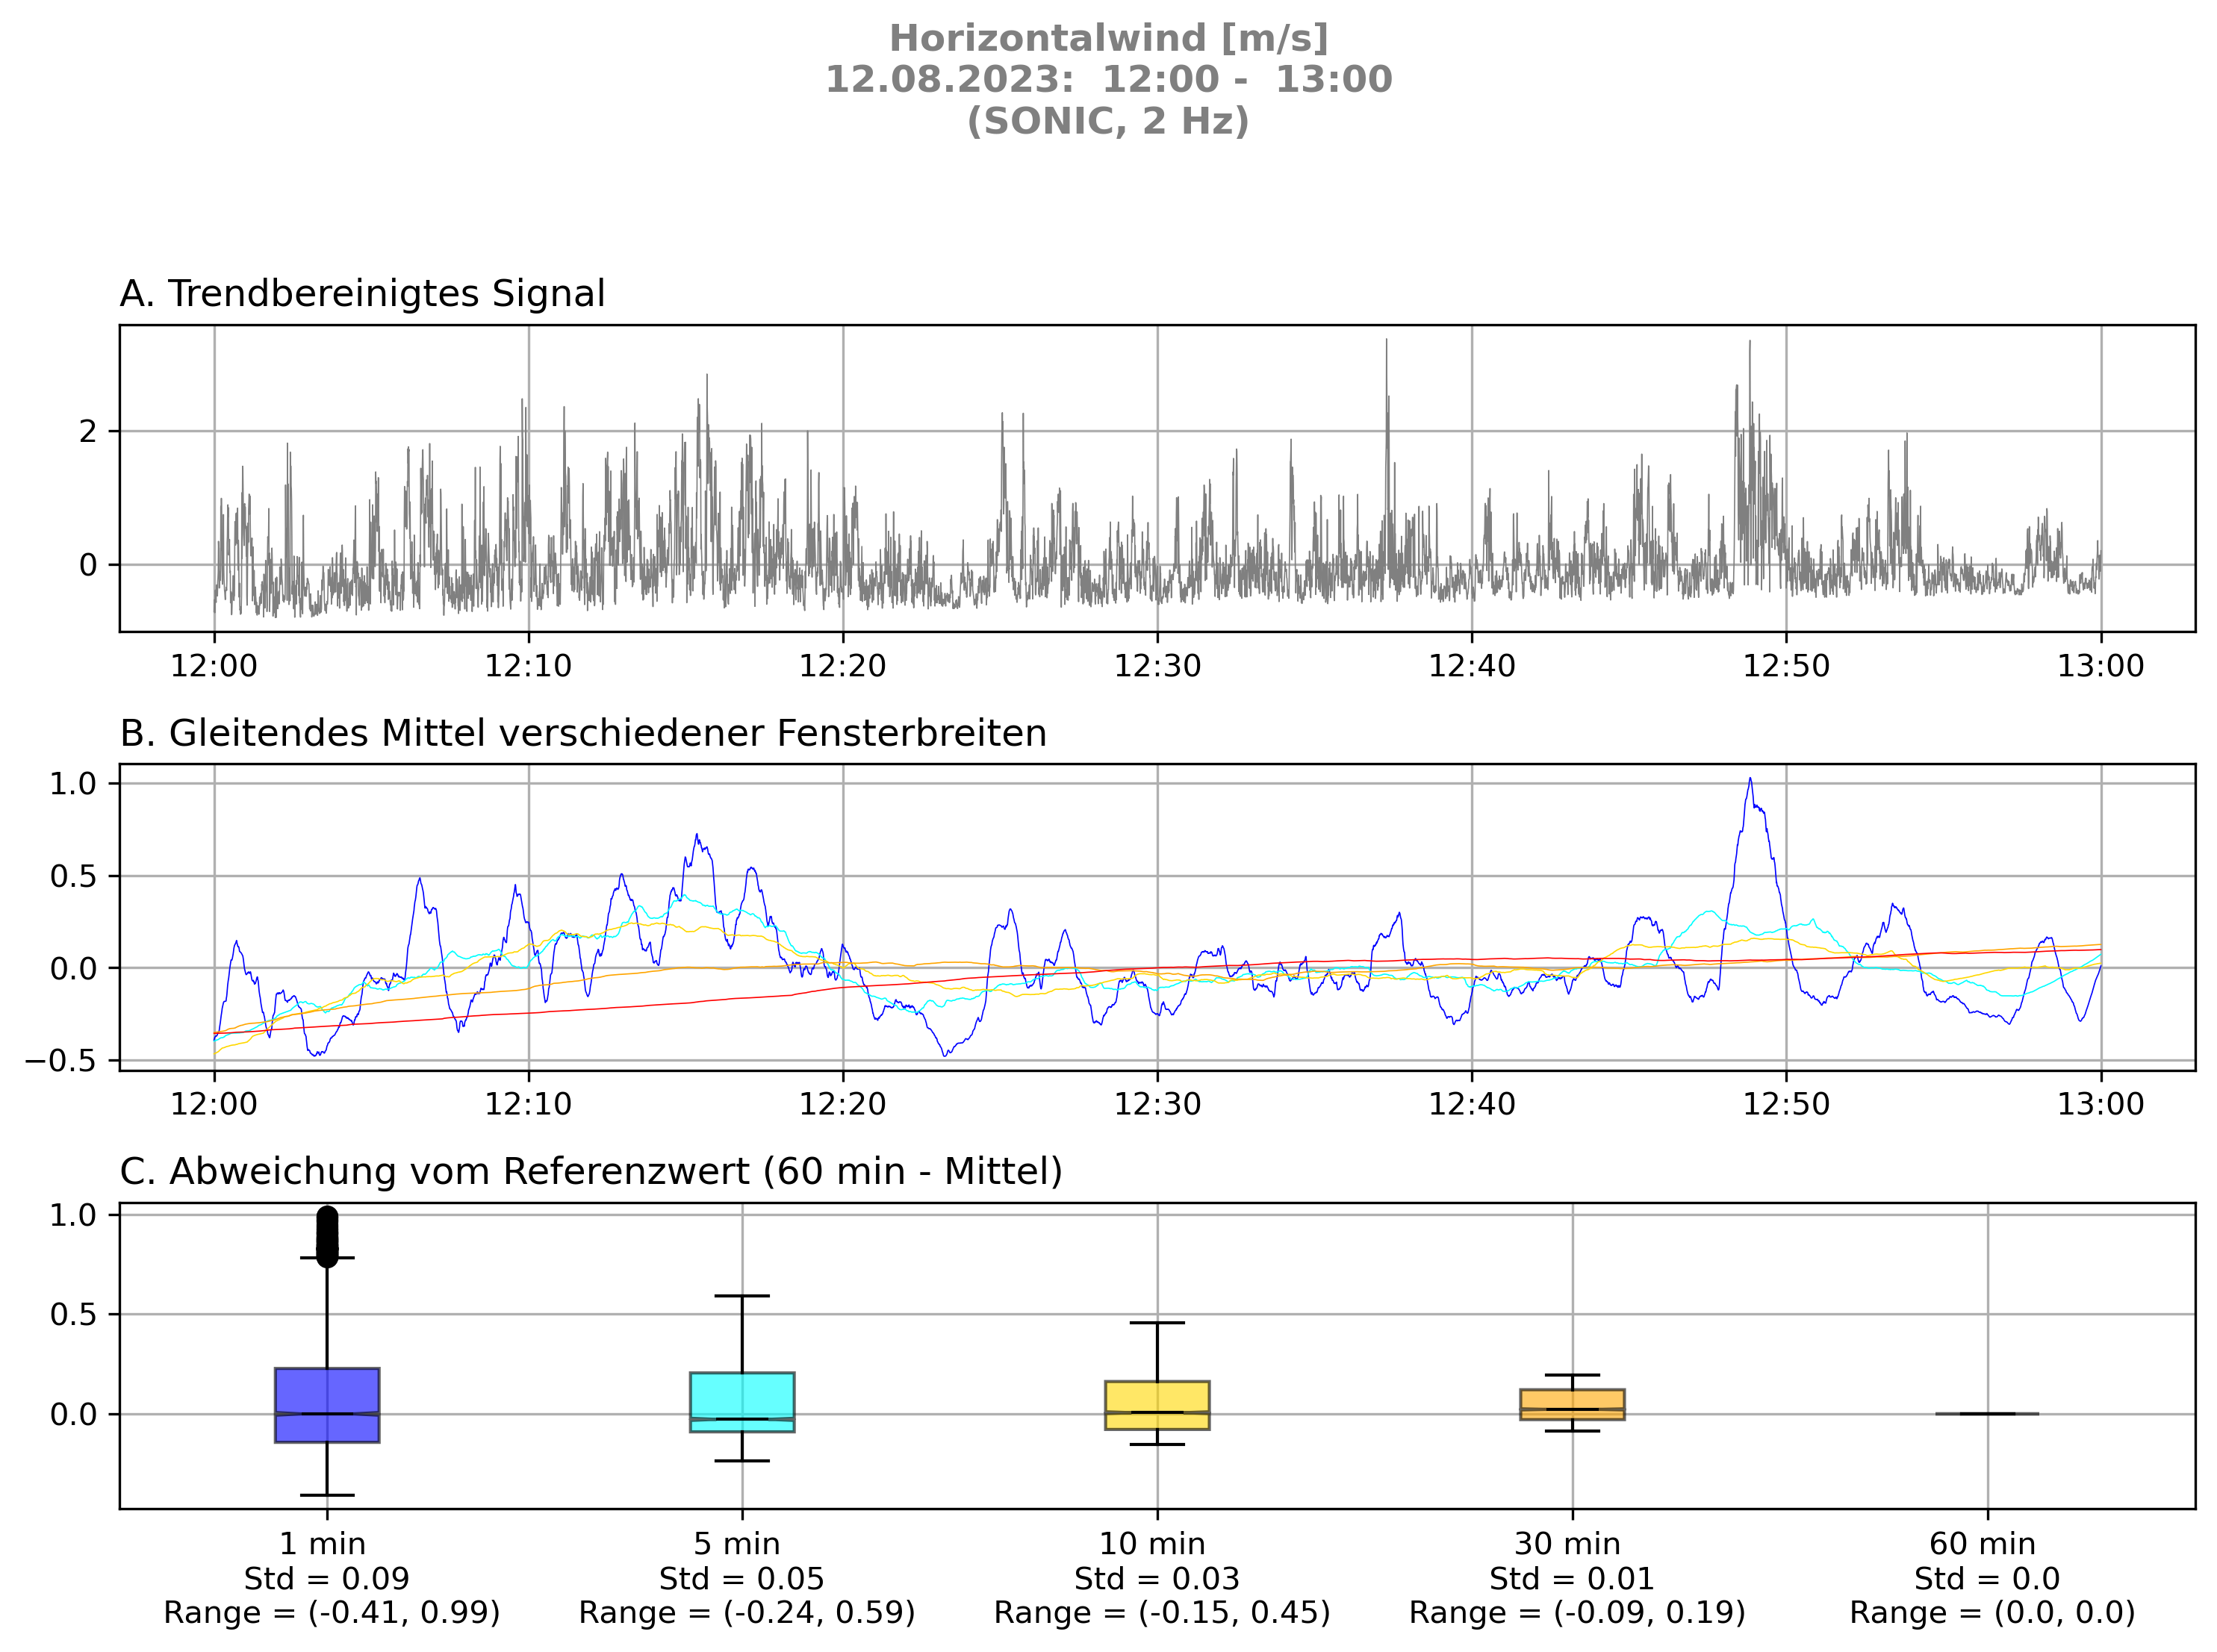 Horizontalwind [m/s]
12.08.2023:  12:00 -  13:00
(SONIC, 2 Hz)
A. Trendbereinigtes Signal
2
0
12:00 12:10 12:20 12:30 12:40 12:50 13:00
B. Gleitendes Mittel verschiedener Fensterbreiten
1.0
0.5
0.0
−0.5
12:00 12:10 12:20 12:30 12:40 12:50 13:00
C. Abweichung vom Referenzwert (60 min - Mittel)
1.0
0.5
0.0
1 min 5 min 10 min 30 min 60 min
Std = 0.09 Std = 0.05 Std = 0.03 Std = 0.01 Std = 0.0
Range = (-0.41, 0.99) Range = (-0.24, 0.59) Range = (-0.15, 0.45) Range = (-0.09, 0.19) Range = (0.0, 0.0)